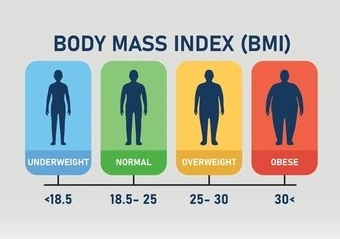 BODY MASS INDEX (BMI)
UNDERWEIGHT NORMAL OVERWEIGHT OBESE
<18.5 18.5- 25 25- 30 30<